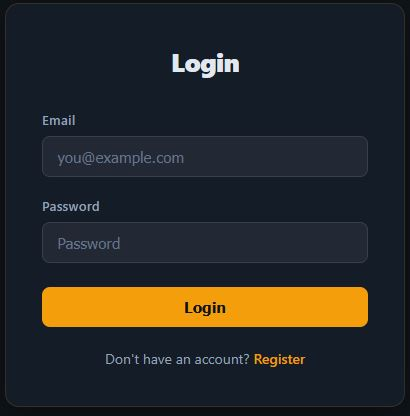 Login
Email
you@example.com
Password
Password
Login
Don't have an account? Register